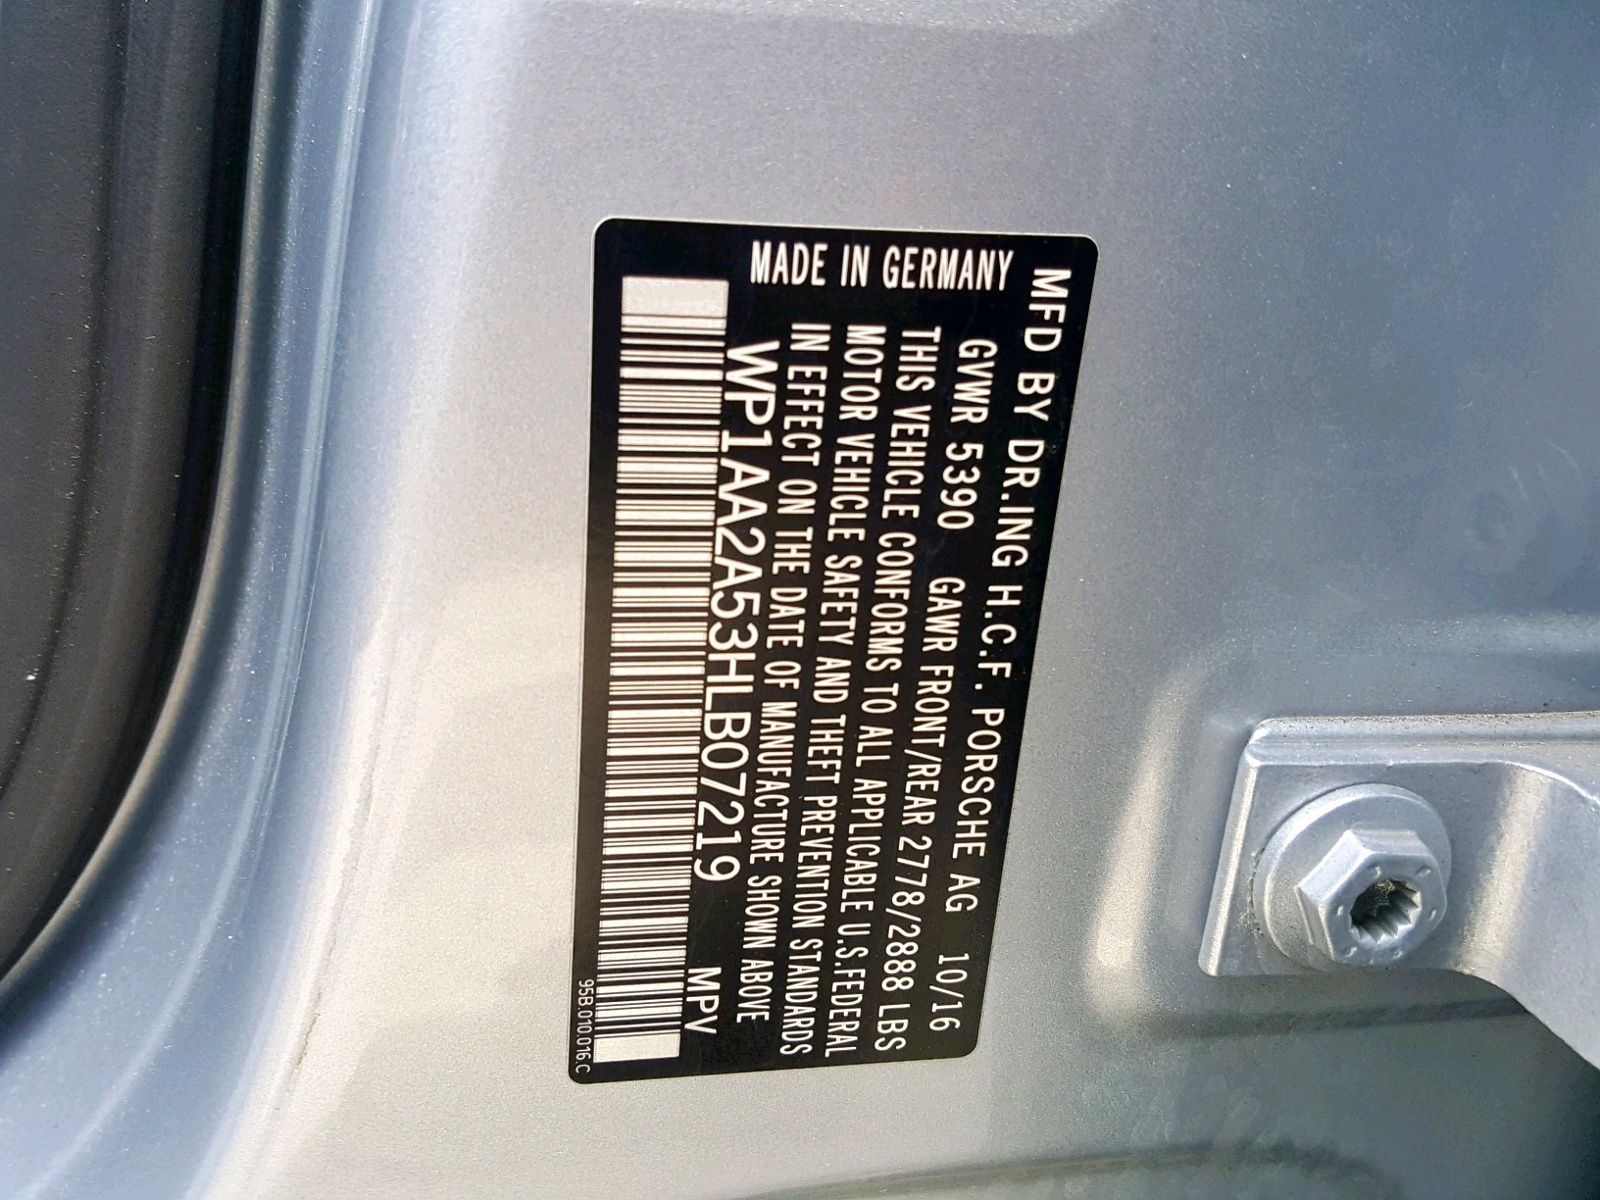 MFD BY DR.ING H.C.F. PORSCHE AG 10/16
GVWR 5390 GAWR FRONT/REAR 2778/2888 LBS
MADE IN GERMANY
THIS VEHICLE CONFORMS TO ALL APPLICABLE U.S.FEDERAL
MOTOR VEHICLE SAFETY AND THEFT PREVENTION STANDARDS
IN EFFECT ON THE DATE OF MANUFACTURE SHOWN ABOVE
WP1AA2A53HLB07219 MPV
95B.010.016.C